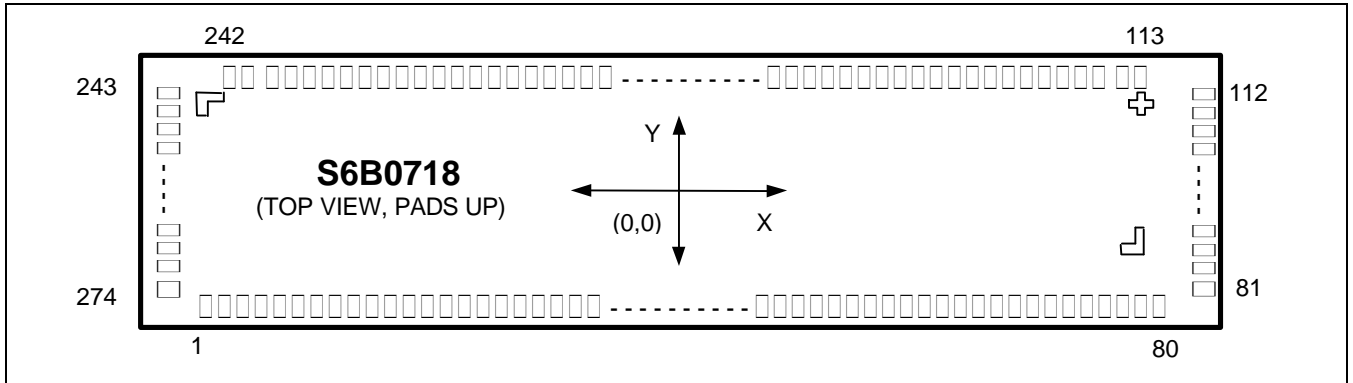 242 113
243 112
Y
S6B0718
(TOP VIEW, PADS UP)
(0,0) X
274 81
1 80